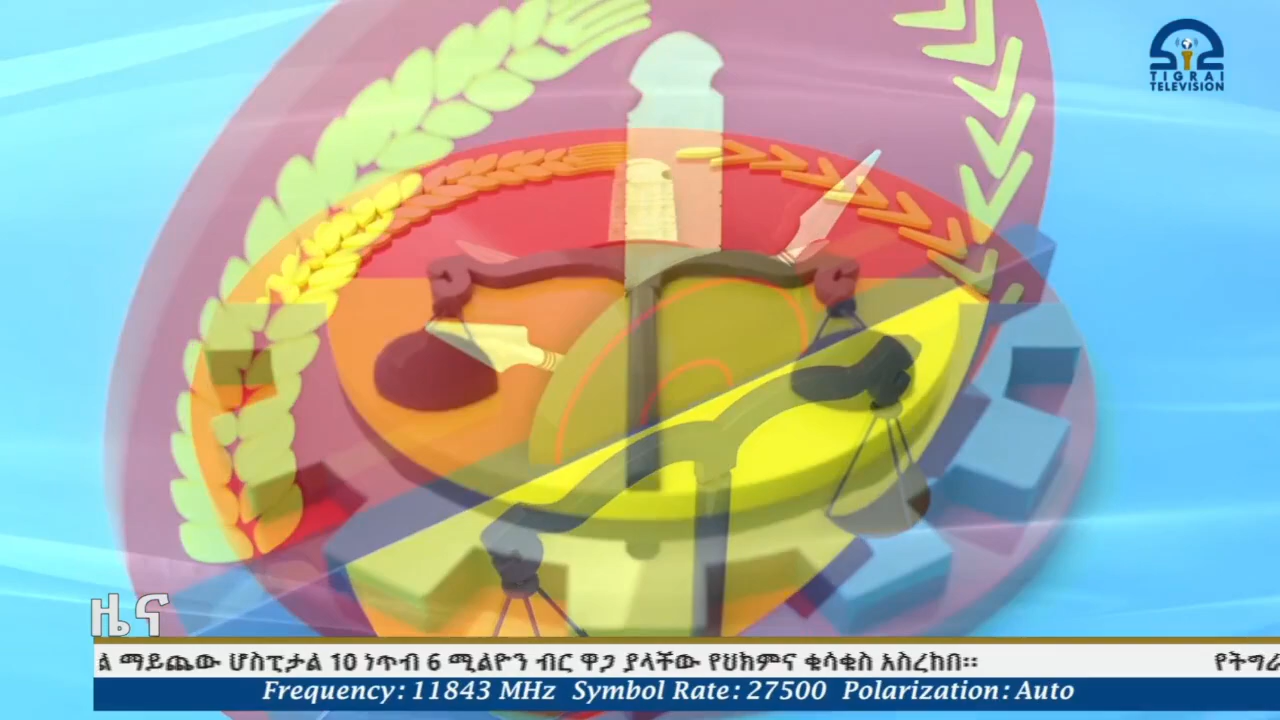 TIGRAI
TELEVISION
ዜና
ል ማይጨው ሆስፒታል 10 ነጥብ 6 ሚልዮን ብር ዋጋ ያላቸው የህክምና ቁሳቁስ አስረከበ፡፡ የትግራ
Frequency: 11843 MHz Symbol Rate: 27500 Polarization: Auto